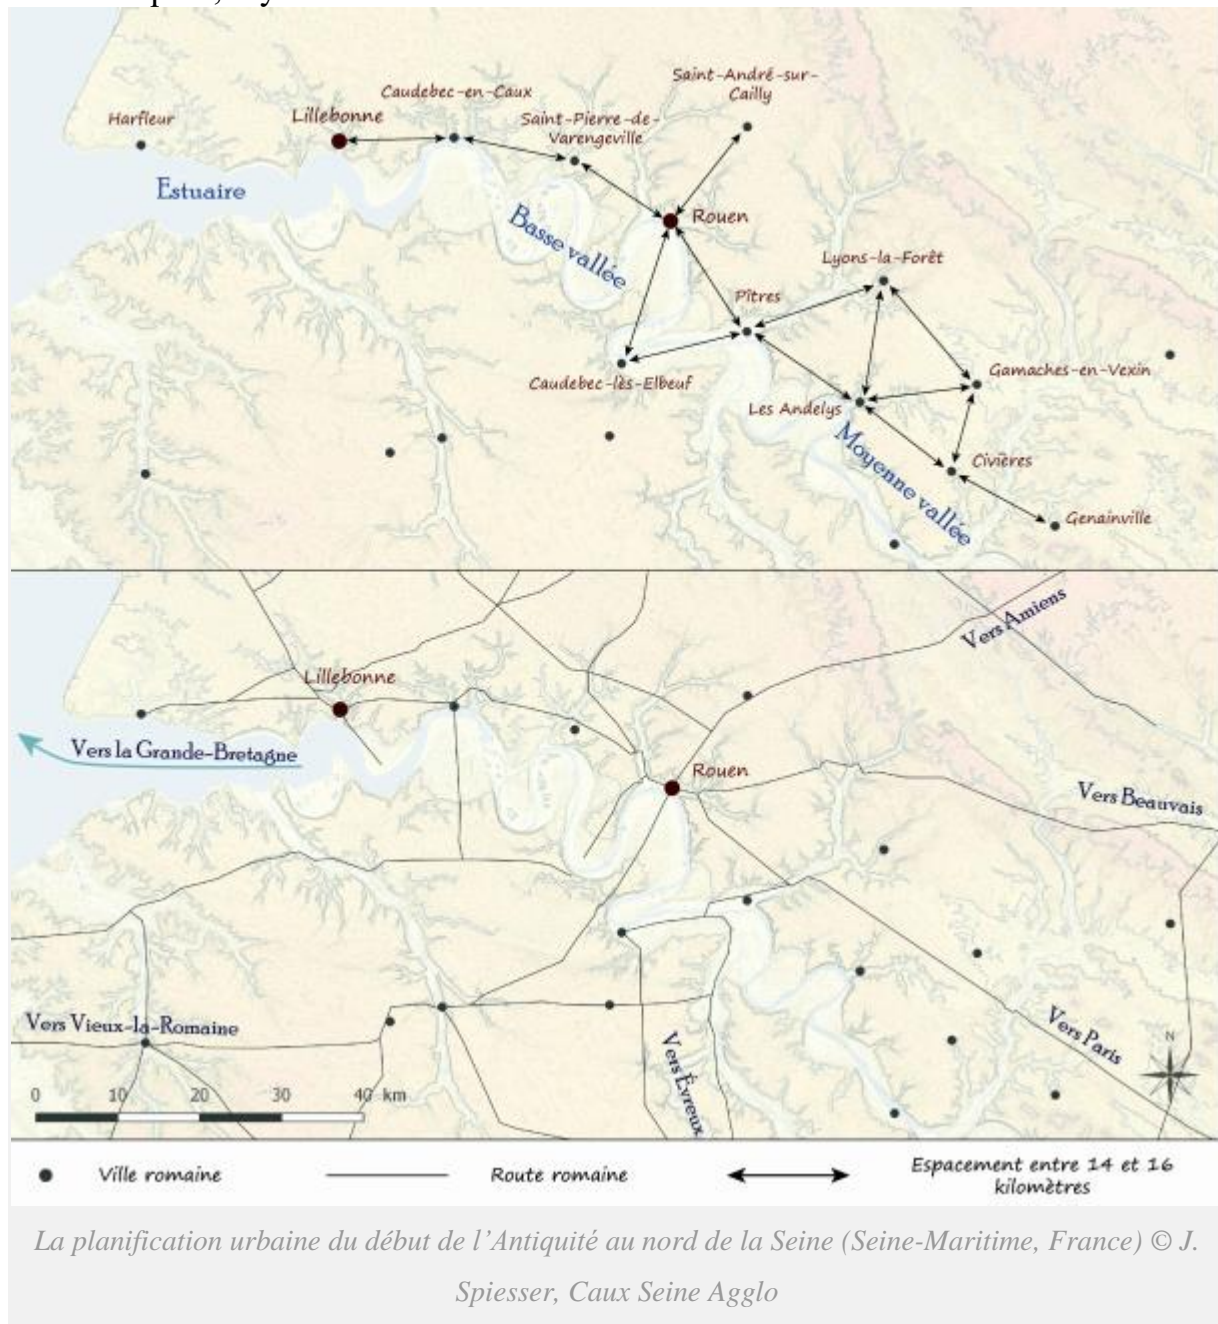 Saint-André-sur-
Cailly
Caudebec-en-Caux
Harfleur
Lillebonne
Saint-Pierre-de-
Varengeville
Estuaire
Rouen
Basse vallée
Lyons-la-Forêt
Pîtres
Gamaches-en-Vexin
Caudebec-lès-Elbeuf
Les Andelys
Moyenne vallée
Civières
Genainville
Vers Amiens
Lillebonne
Vers la Grande-Bretagne
Rouen
Vers Beauvais
Vers Vieux-la-Romaine
Vers Évreux
Vers Paris
N
0 10 20 30 40 km
Ville romaine
Route romaine
Espacement entre 14 et 16
kilomètres
La planification urbaine du début de l'Antiquité au nord de la Seine (Seine-Maritime, France) © J.
Spiesser, Caux Seine Agglo